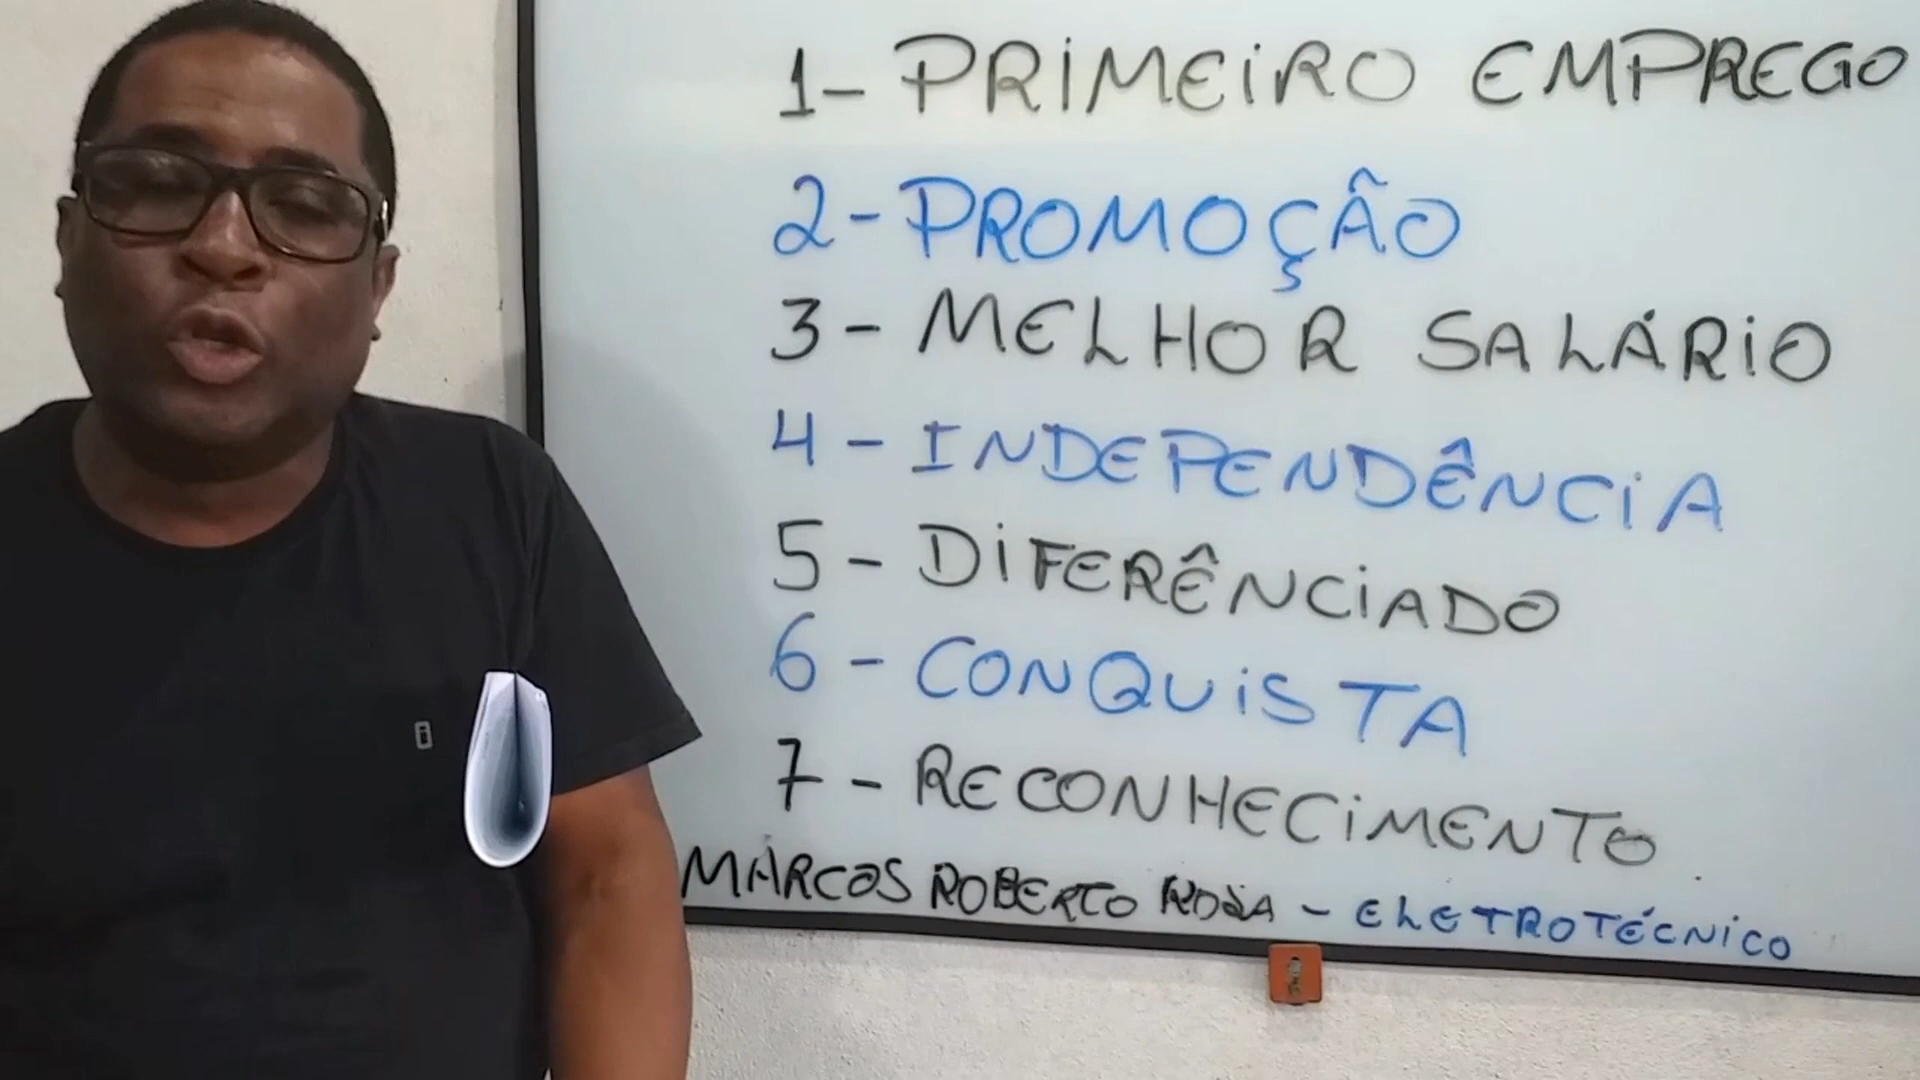 1- PRIMEIRO EMPREGO
2- PROMOÇÃO
3- MELHOR SALÁRIO
4- INDEPENDÊNCIA
5- DIFERÊNCIADO
6- CONQUISTA
7- RECONHECIMENTO
MÁRCOS ROBERTO ROSA - ELETROTÉCNICO